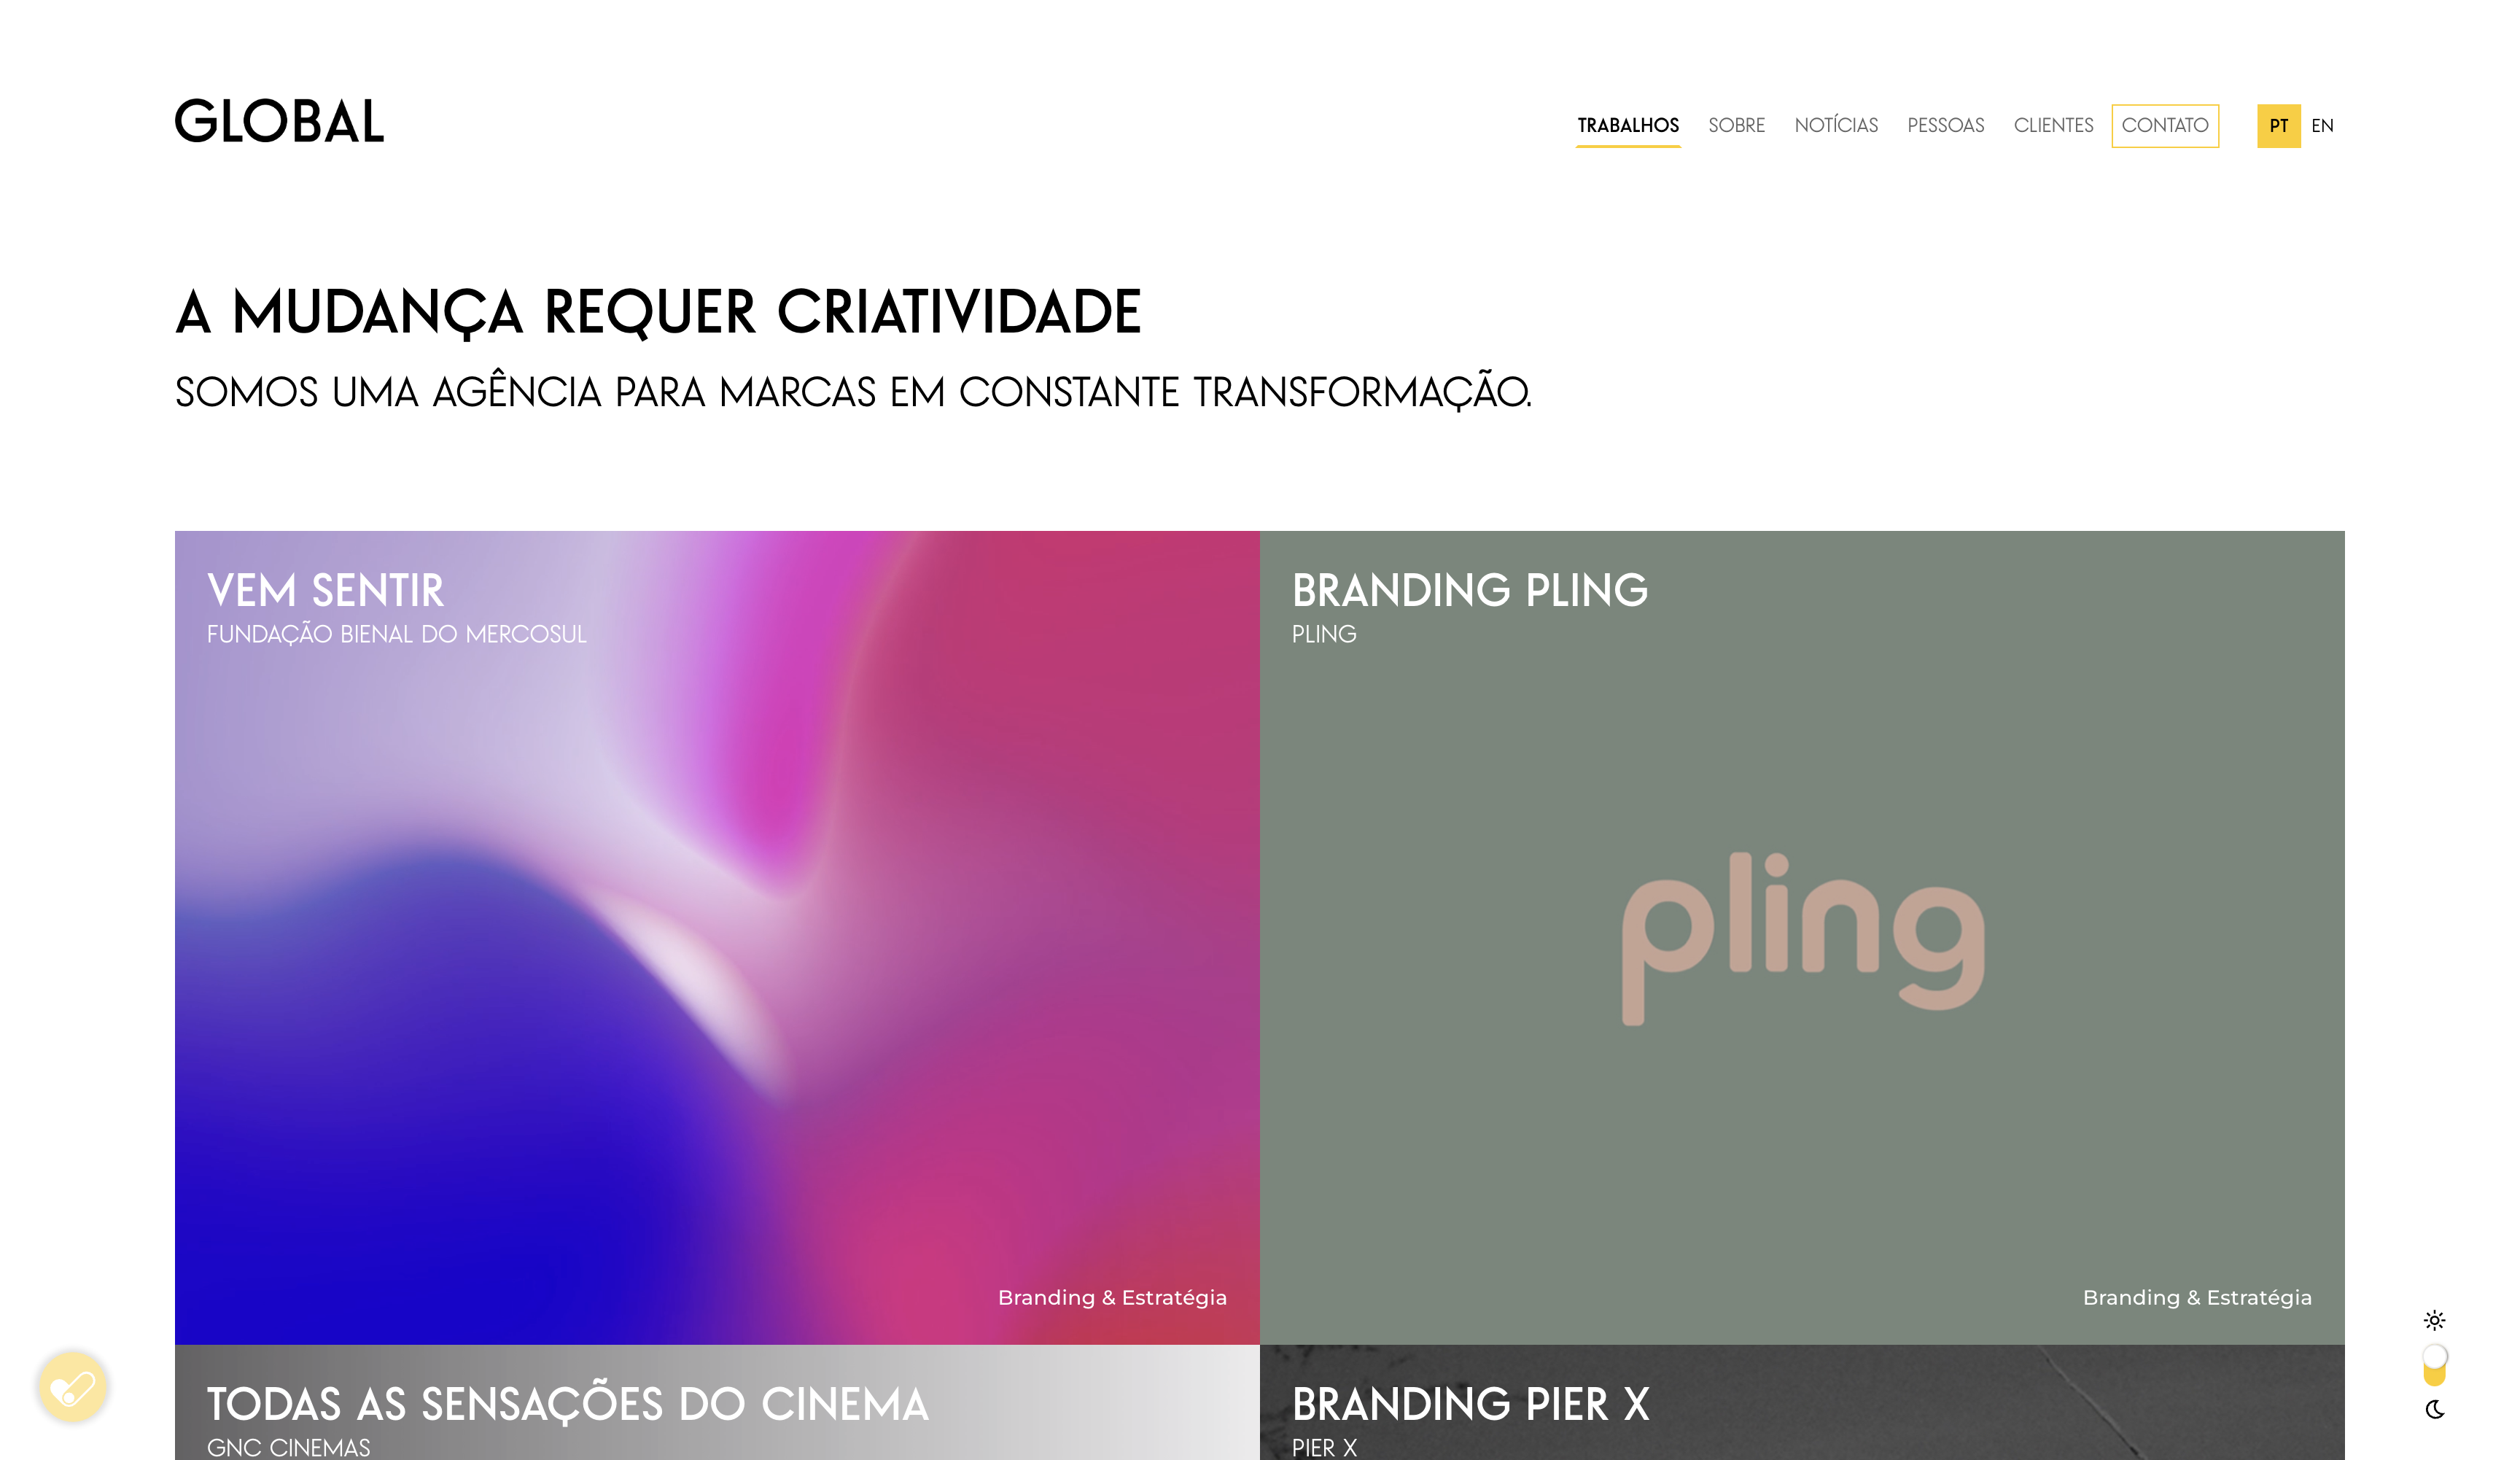 GLOBAL
TRABALHOS SOBRE NOTÍCIAS PESSOAS CLIENTES CONTATO PT EN
A MUDANÇA REQUER CRIATIVIDADE
SOMOS UMA AGÊNCIA PARA MARCAS EM CONSTANTE TRANSFORMAÇÃO.
VEM SENTIR
FUNDAÇÃO BIENAL DO MERCOSUL
Branding & Estratégia
BRANDING PLING
PLING
pling
Branding & Estratégia
TODAS AS SENSAÇÕES DO CINEMA
GNC CINEMAS
BRANDING PIER X
PIER X